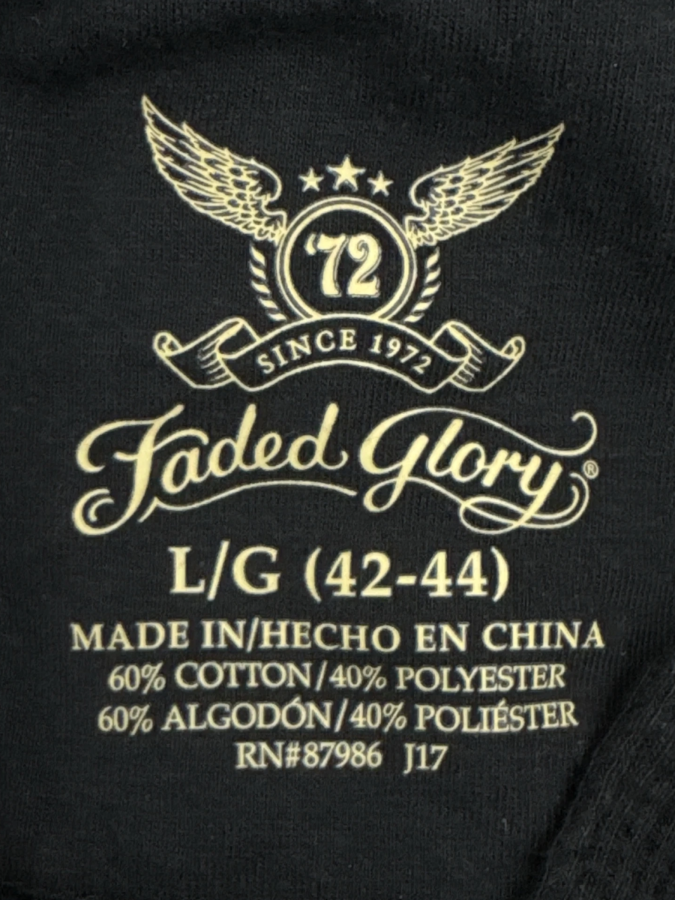 '72
SINCE 1972
Faded Glory®
L/G (42-44)
MADE IN/HECHO EN CHINA
60% COTTON/40% POLYESTER
60% ALGODÓN/40% POLIÉSTER
RN#87986 J17